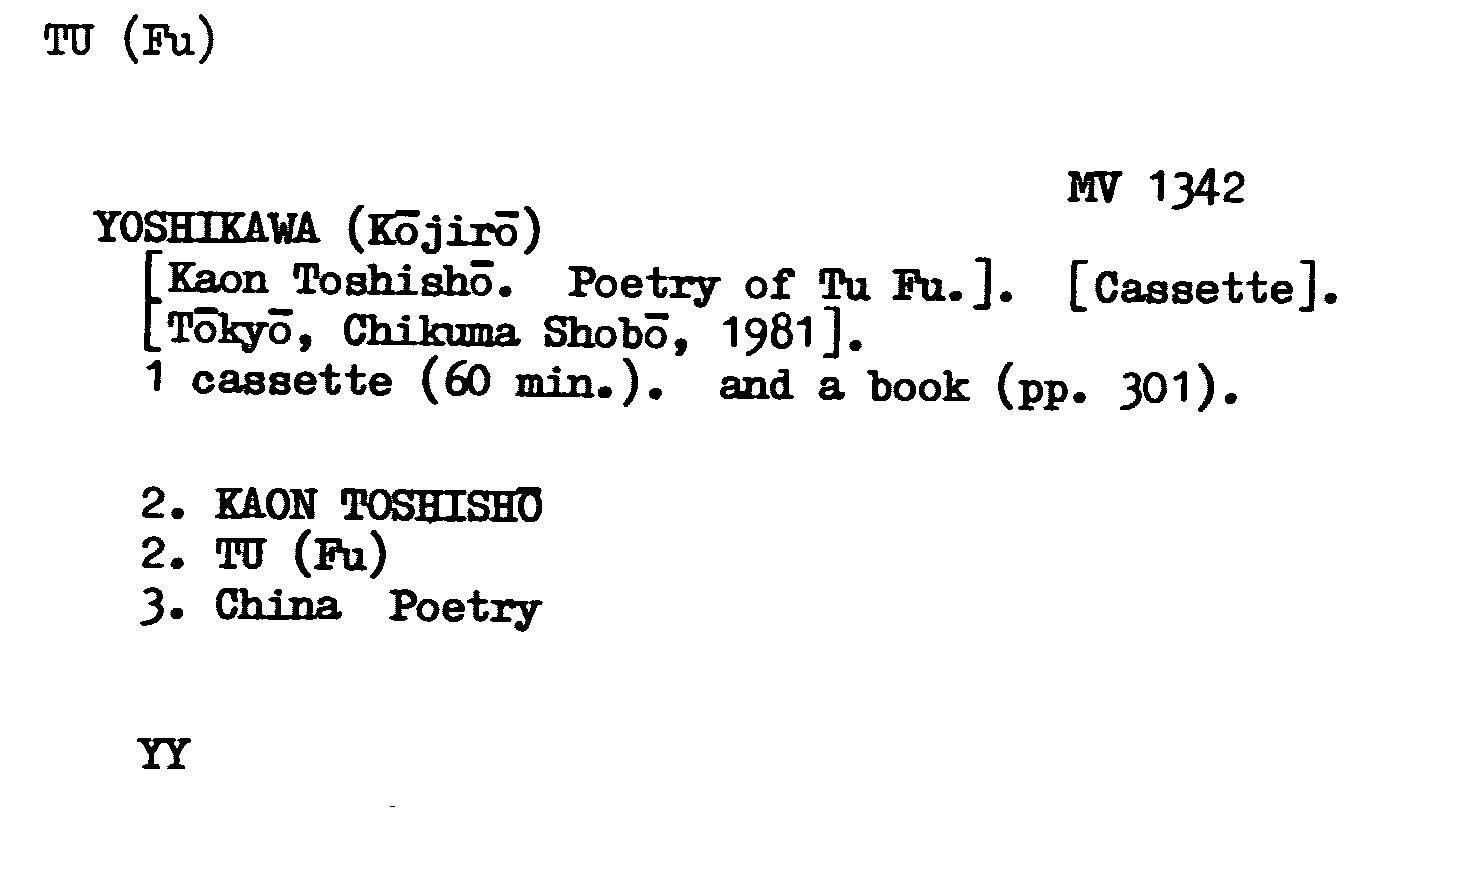 TU (Fu)
MV 1342
YOSHIKAWA (Kōjirō)
[Kaon Toshishō. Poetry of Tu Fu.]. [Cassette].
[Tōkyō, Chikuma Shobō, 1981].
1 cassette (60 min.). and a book (pp. 301).
2. KAON TOSHISHŌ
2. TU (Fu)
3. China Poetry
YY